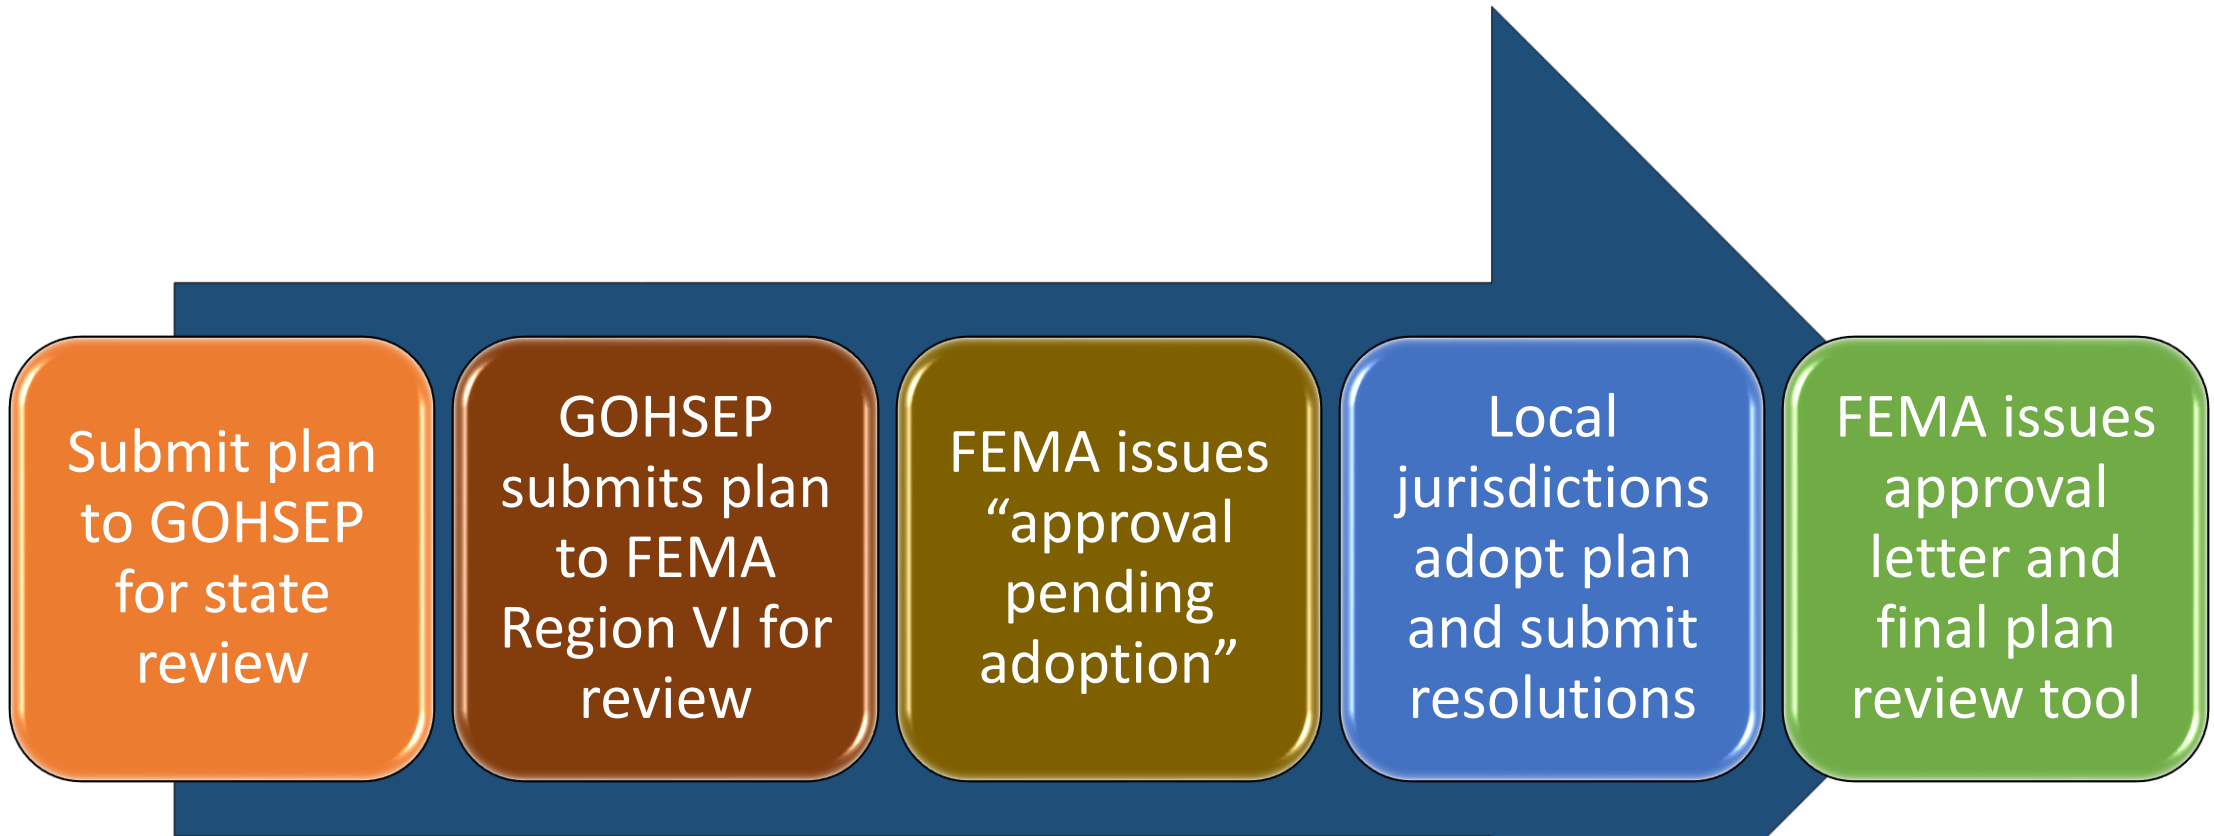 Submit plan
to GOHSEP
for state
review
GOHSEP
submits plan
to FEMA
Region VI for
review
FEMA issues
“approval
pending
adoption”
Local
jurisdictions
adopt plan
and submit
resolutions
FEMA issues
approval
letter and
final plan
review tool